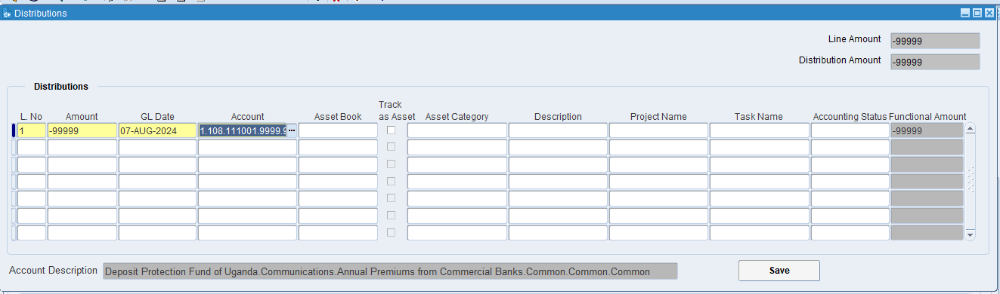 Distributions
Line Amount -99999
Distribution Amount -99999
Distributions
Track
L. No Amount GL Date Account Asset Book as Asset Asset Category Description Project Name Task Name Accounting Status Functional Amount
1 -99999 07-AUG-2024 1.108.111001.9999.9 ... -99999
Account Description Deposit Protection Fund of Uganda.Communications.Annual Premiums from Commercial Banks.Common.Common.Common Save